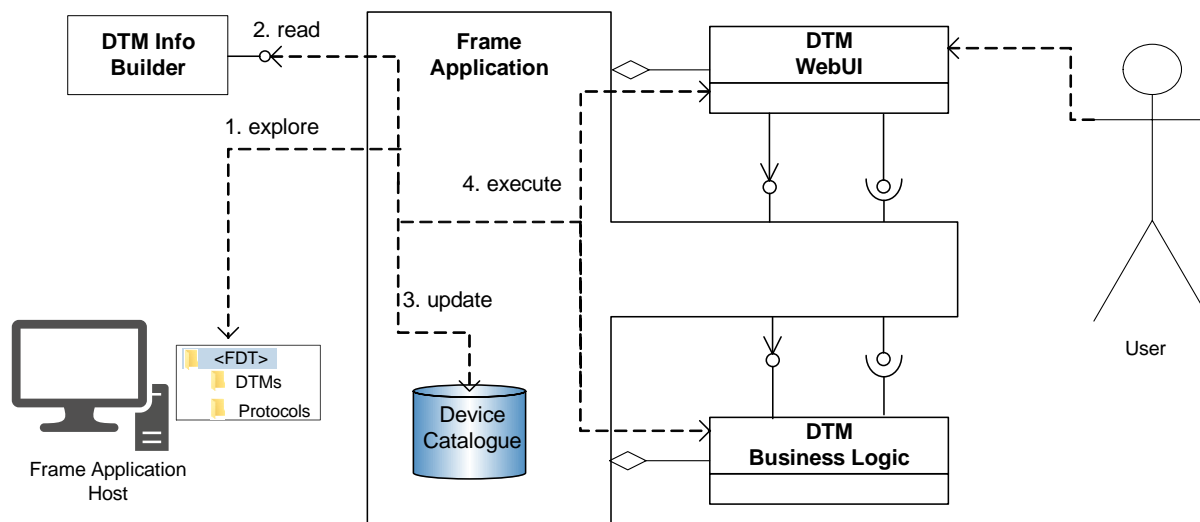 DTM Info
Builder
2. read
Frame
Application
DTM
WebUI
1. explore
4. execute
3. update
<FDT>
DTMs
Protocols
Frame Application
Host
Device
Catalogue
DTM
Business Logic
User